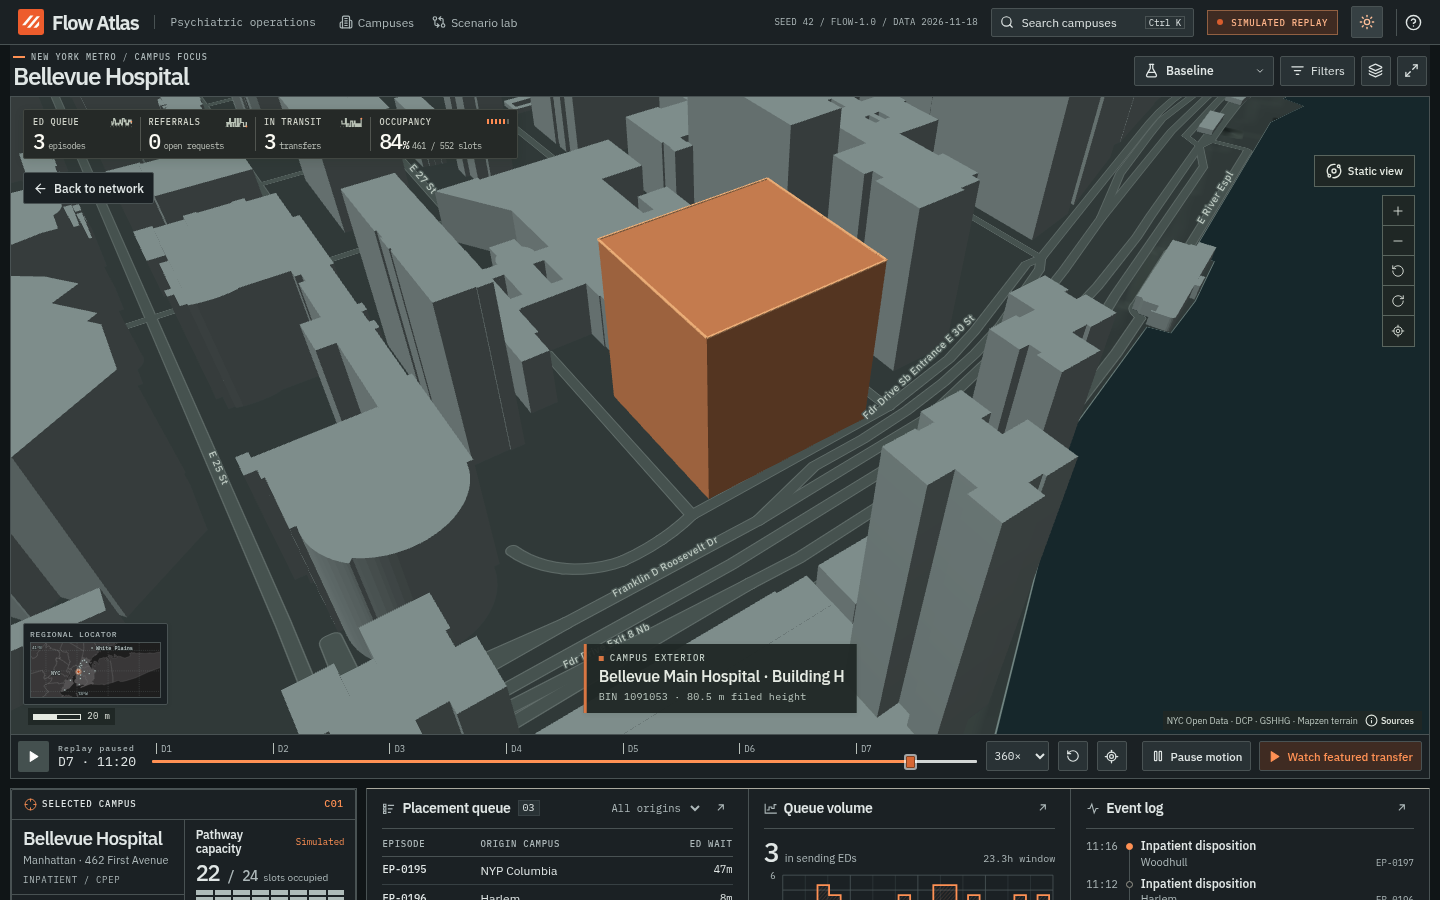 Flow Atlas
Psychiatric operations
Campuses
Scenario lab
SEED 42 / FLOW-1.0 / DATA 2026-11-18
Search campuses
Ctrl K
SIMULATED REPLAY
NEW YORK METRO / CAMPUS FOCUS
Bellevue Hospital
Baseline
Filters
ED QUEUE
3 episodes
REFERRALS
0 open requests
IN TRANSIT
3 transfers
OCCUPANCY
84% 461 / 552 slots
Back to network
Static view
E 27 St
E River Espl
E 25 St
Fdr Drive Sb Entrance E 30 St
Franklin D Roosevelt Dr
Exit 8 Nb
CAMPUS EXTERIOR
Bellevue Main Hospital · Building H
BIN 1091053 · 80.5 m filed height
REGIONAL LOCATOR
White Plains
NYC
20 m
NYC Open Data · DCP · GSHHG · Mapzen terrain
Sources
Replay paused
D7 · 11:20
D1
D2
D3
D4
D5
D6
D7
360×
Pause motion
Watch featured transfer
SELECTED CAMPUS
C01
Bellevue Hospital
Manhattan · 462 First Avenue
INPATIENT / CPEP
Pathway capacity
Simulated
22 / 24 slots occupied
Placement queue 03
All origins
EPISODE
ORIGIN CAMPUS
ED WAIT
EP-0195
NYP Columbia
47m
EP-0196
Harlem
8m
Queue volume
3 in sending EDs
23.3h window
6
Event log
11:16
Inpatient disposition
Woodhull
EP-0197
11:12
Inpatient disposition
Harlem
EP-0196